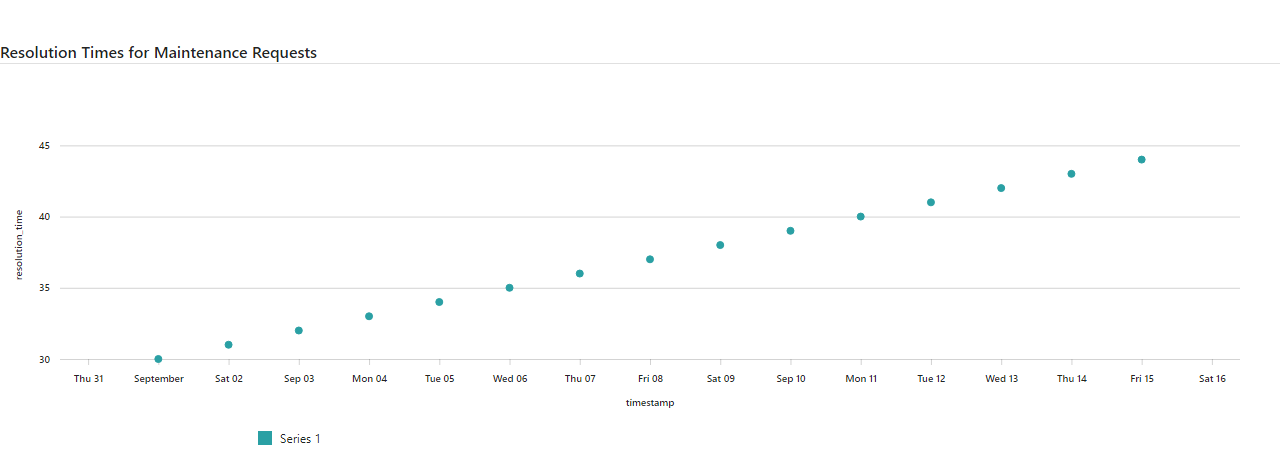 Resolution Times for Maintenance Requests
45
40
35
30
resolution_time
Thu 31 September Sat 02 Sep 03 Mon 04 Tue 05 Wed 06 Thu 07 Fri 08 Sat 09 Sep 10 Mon 11 Tue 12 Wed 13 Thu 14 Fri 15 Sat 16
timestamp
Series 1